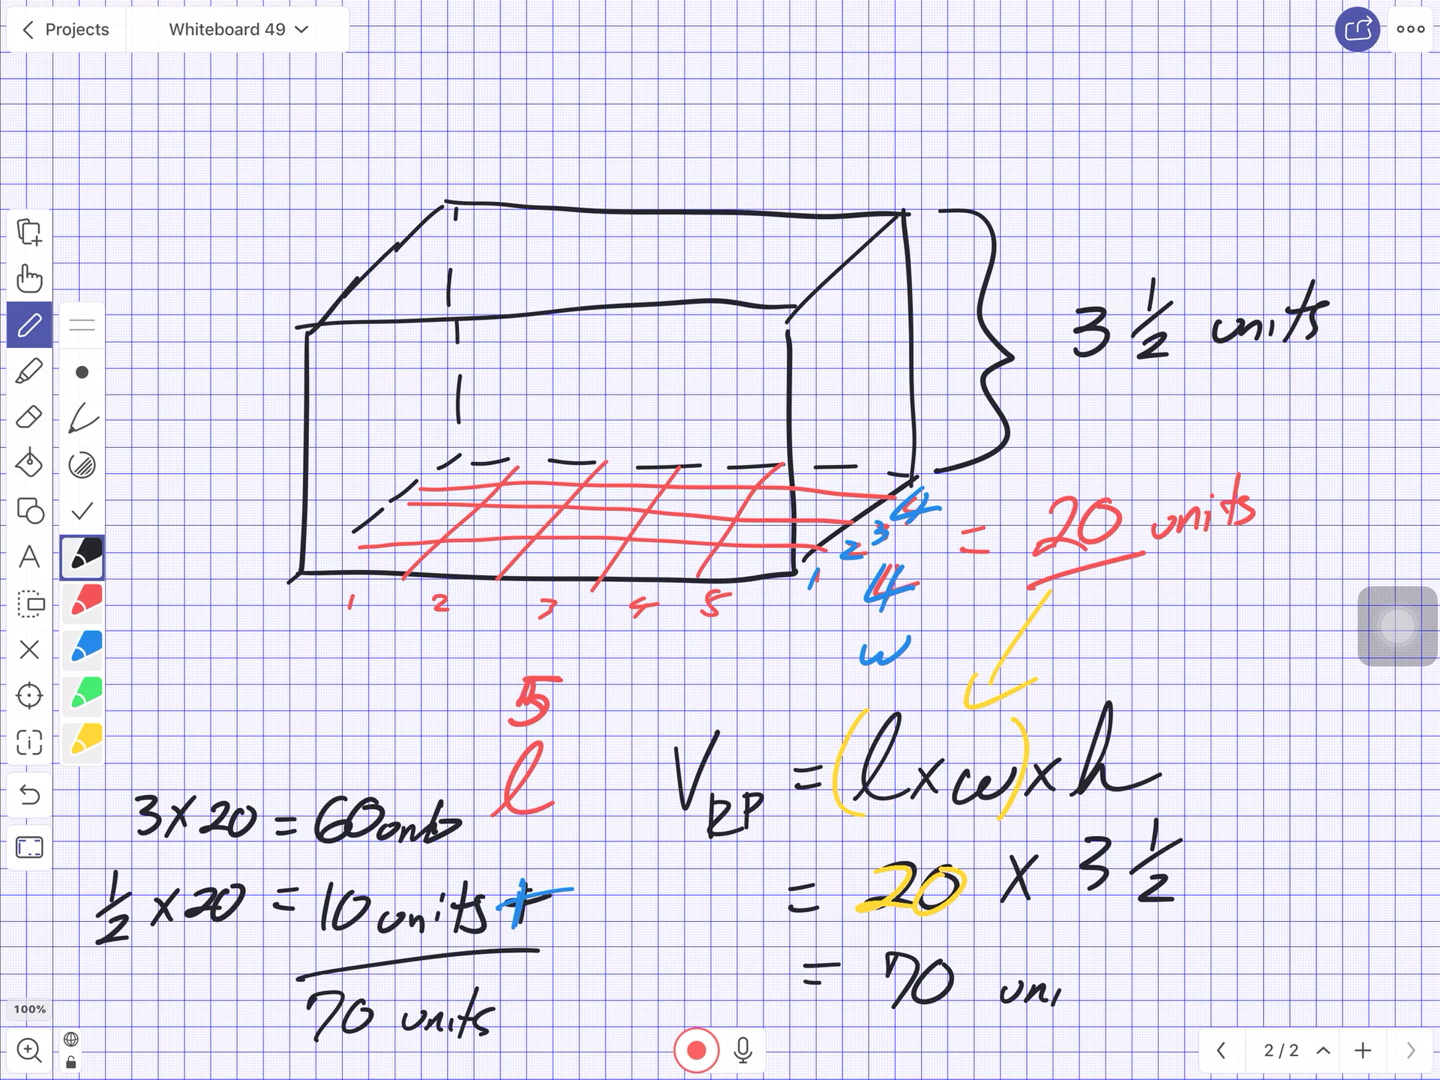 Projects
Whiteboard 49
3 1/2 units
1 2 3 4
= 20 units
1 2 3 4 5
4
w
5
l
V RP = (l x w) x h
3 x 20 = 60 units
= 20 x 3 1/2
1/2 x 20 = 10 units +
= 70 uni
70 units
A
100%
2 / 2